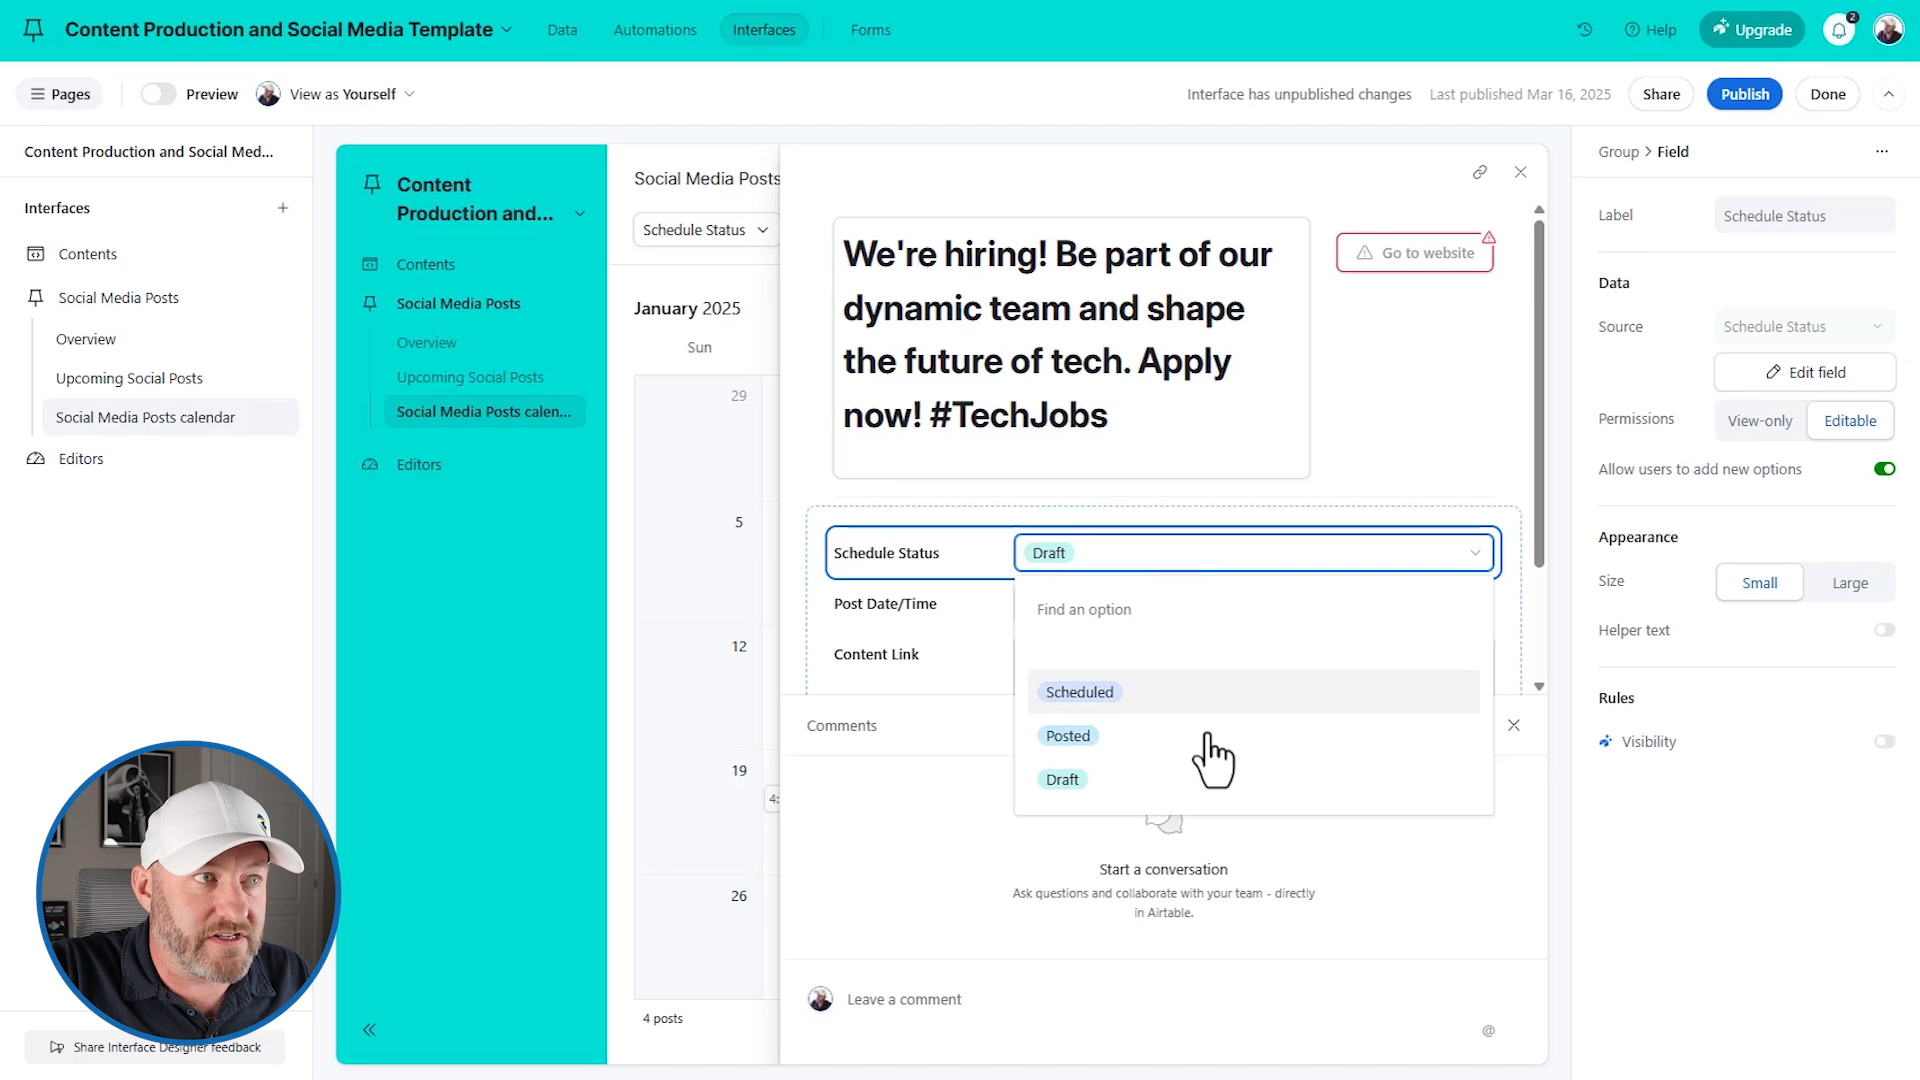 Content Production and Social Media Template
Data
Automations
Interfaces
Forms
Help
Upgrade
2
Pages
Preview
View as Yourself
Interface has unpublished changes
Last published Mar 16, 2025
Share
Publish
Done
Content Production and Social Med...
Interfaces
Contents
Social Media Posts
Overview
Upcoming Social Posts
Social Media Posts calendar
Editors
Share Interface Designer feedback
Content
Production and...
Contents
Social Media Posts
Overview
Upcoming Social Posts
Social Media Posts calen...
Editors
Social Media Posts
Schedule Status
January 2025
Sun
29
5
12
19
4:
26
4 posts
We're hiring! Be part of our
dynamic team and shape
the future of tech. Apply
now! #TechJobs
Go to website
Schedule Status
Draft
Post Date/Time
Content Link
Find an option
Scheduled
Posted
Draft
Comments
Start a conversation
Ask questions and collaborate with your team - directly
in Airtable.
Leave a comment
@
Group > Field
Label
Schedule Status
Data
Source
Schedule Status
Edit field
Permissions
View-only
Editable
Allow users to add new options
Appearance
Size
Small
Large
Helper text
Rules
Visibility